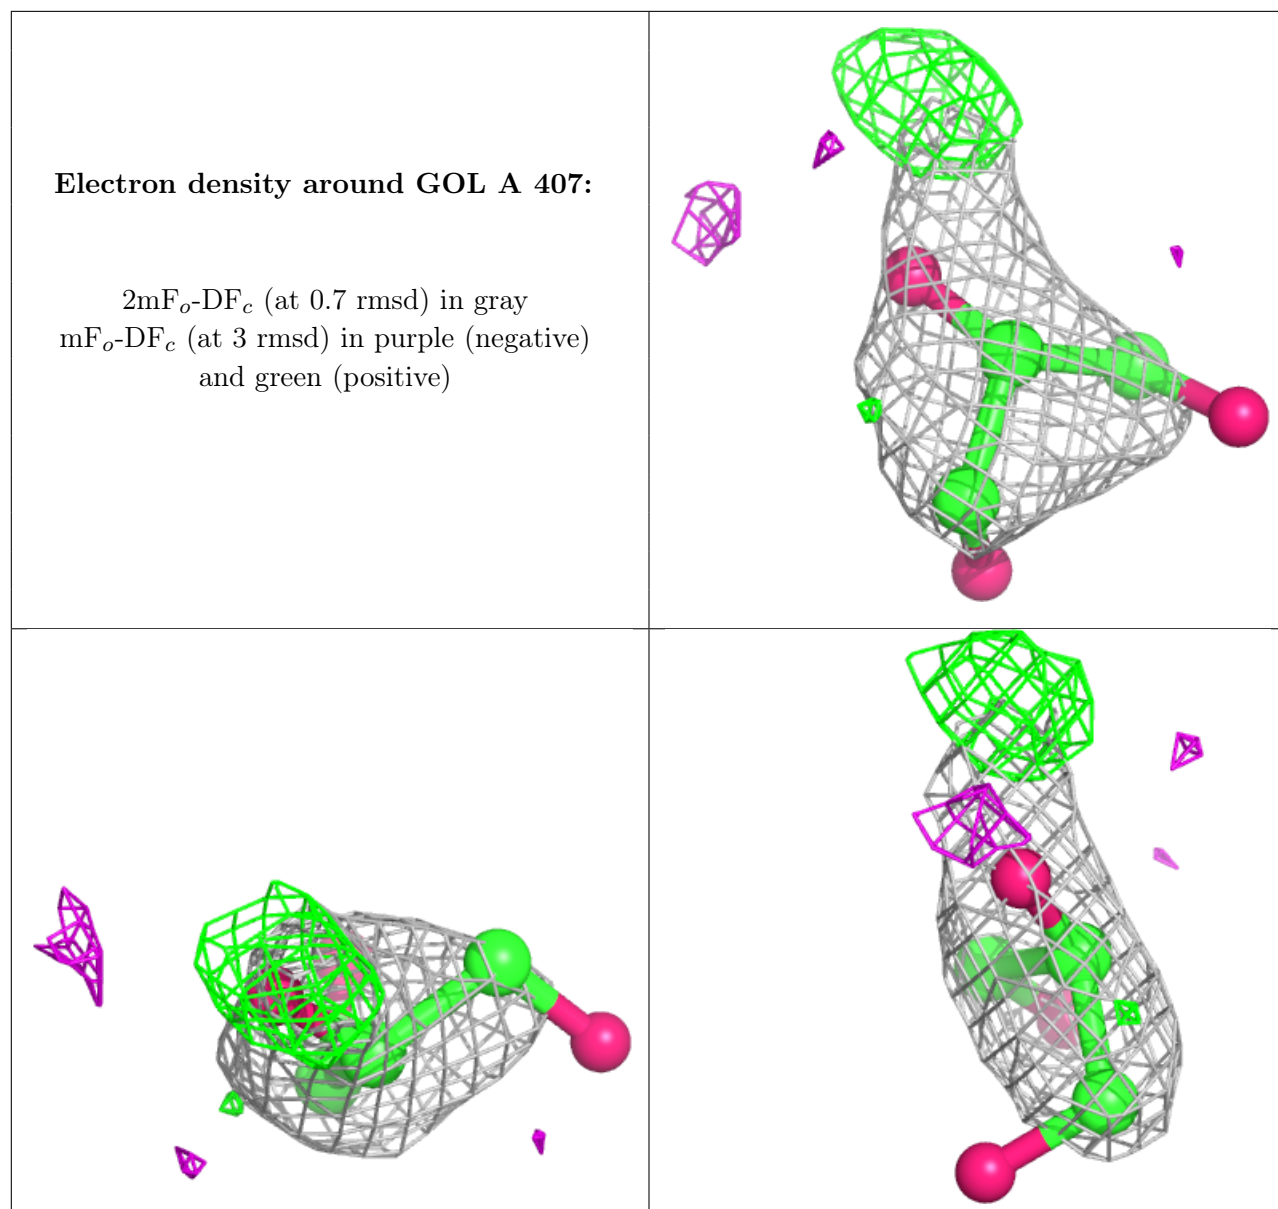 Electron density around GOL A 407:
2mFo-DFc (at 0.7 rmsd) in gray
mFo-DFc (at 3 rmsd) in purple (negative)
and green (positive)